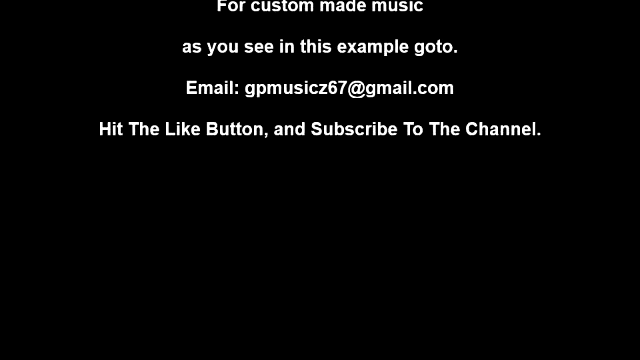 For custom made music
as you see in this example goto.
Email: gpmusicz67@gmail.com
Hit The Like Button, and Subscribe To The Channel.